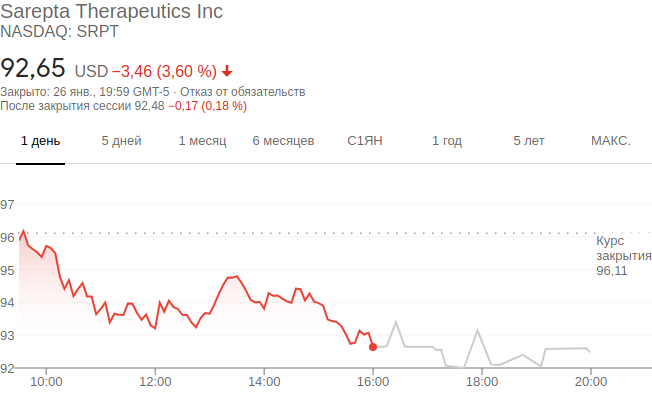 Sarepta Therapeutics Inc
NASDAQ: SRPT
92,65 USD −3,46 (3,60 %)
Закрыто: 26 янв., 19:59 GMT-5 · Отказ от обязательств
После закрытия сессии 92,48 −0,17 (0,18 %)
1 день 5 дней 1 месяц 6 месяцев С1ЯН 1 год 5 лет МАКС.
97
96
Курс
закрытия
96,11
95
94
93
92
10:00 12:00 14:00 16:00 18:00 20:00